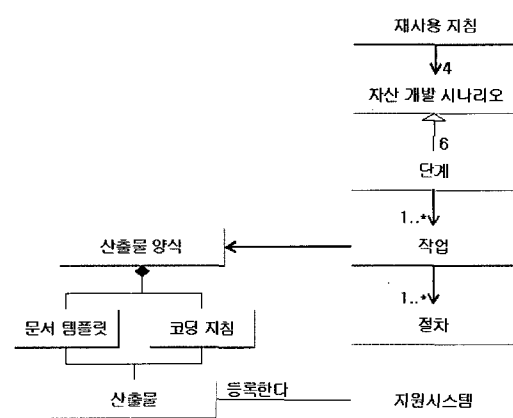 재사용 지침
4
자산 개발 시나리오
6
단계
1..*
산출물 양식
작업
1..*
문서 템플릿
코딩 지침
절차
산출물
등록한다
지원시스템